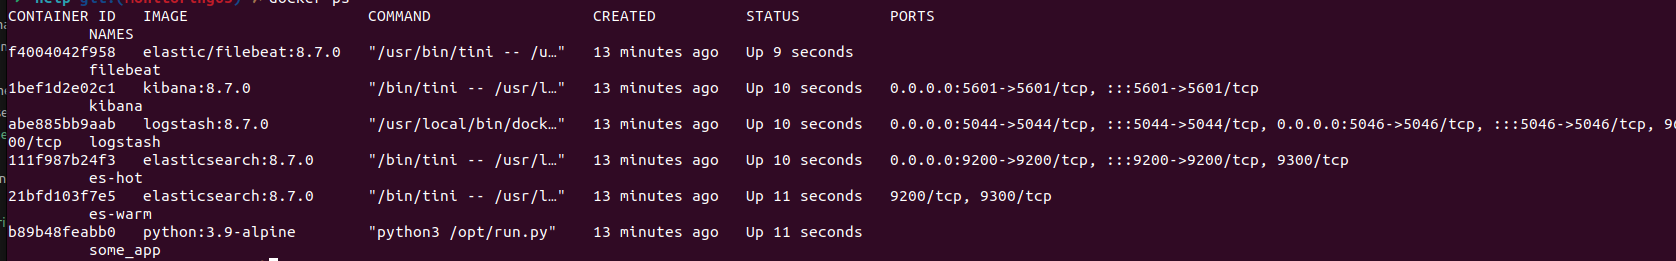 help git:(monitoring03) ✗ docker ps
CONTAINER ID   IMAGE                    COMMAND                  CREATED          STATUS          PORTS
NAMES
f4004042f958   elastic/filebeat:8.7.0   "/usr/bin/tini -- /u…"   13 minutes ago   Up 9 seconds
filebeat
1bef1d2e02c1   kibana:8.7.0             "/bin/tini -- /usr/l…"   13 minutes ago   Up 10 seconds   0.0.0.0:5601->5601/tcp, :::5601->5601/tcp
kibana
abe885bb9aab   logstash:8.7.0           "/usr/local/bin/dock…"   13 minutes ago   Up 10 seconds   0.0.0.0:5044->5044/tcp, :::5044->5044/tcp, 0.0.0.0:5046->5046/tcp, :::5046->5046/tcp, 96
00/tcp   logstash
111f987b24f3   elasticsearch:8.7.0      "/bin/tini -- /usr/l…"   13 minutes ago   Up 10 seconds   0.0.0.0:9200->9200/tcp, :::9200->9200/tcp, 9300/tcp
es-hot
21bfd103f7e5   elasticsearch:8.7.0      "/bin/tini -- /usr/l…"   13 minutes ago   Up 11 seconds   9200/tcp, 9300/tcp
es-warm
b89b48feabb0   python:3.9-alpine        "python3 /opt/run.py"    13 minutes ago   Up 11 seconds
some_app